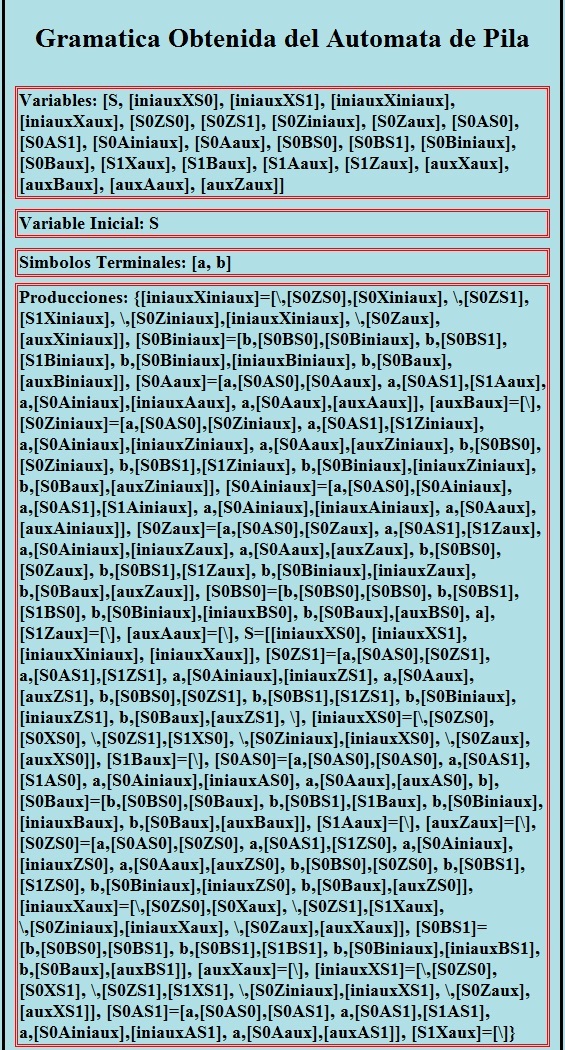 Gramatica Obtenida del Automata de Pila
Variables: [S, [iniauxXS0], [iniauxXS1], [iniauxXiniaux],
[iniauxXaux], [S0ZS0], [S0ZS1], [S0Ziniaux], [S0Zaux], [S0AS0],
[S0AS1], [S0Ainiaux], [S0Aaux], [S0BS0], [S0BS1], [S0Biniaux],
[S0Baux], [S1Xaux], [S1Baux], [S1Aaux], [S1Zaux], [auxXaux],
[auxBaux], [auxAaux], [auxZaux]]
Variable Inicial: S
Simbolos Terminales: [a, b]
Producciones: {[iniauxXiniaux]=[\,[S0ZS0],[S0Xiniaux], \,[S0ZS1],
[S1Xiniaux], \,[S0Ziniaux],[iniauxXiniaux], \,[S0Zaux],
[auxXiniaux]], [S0Biniaux]=[b,[S0BS0],[S0Biniaux], b,[S0BS1],
[S1Biniaux], b,[S0Biniaux],[iniauxBiniaux], b,[S0Baux],
[auxBiniaux]], [S0Aaux]=[a,[S0AS0],[S0Aaux], a,[S0AS1],[S1Aaux],
a,[S0Ainiaux],[iniauxAaux], a,[S0Aaux],[auxAaux]], [auxBaux]=[\],
[S0Ziniaux]=[a,[S0AS0],[S0Ziniaux], a,[S0AS1],[S1Ziniaux],
a,[S0Ainiaux],[iniauxZiniaux], a,[S0Aaux],[auxZiniaux], b,[S0BS0],
[S0Ziniaux], b,[S0BS1],[S1Ziniaux], b,[S0Biniaux],[iniauxZiniaux],
b,[S0Baux],[auxZiniaux]], [S0Ainiaux]=[a,[S0AS0],[S0Ainiaux],
a,[S0AS1],[S1Ainiaux], a,[S0Ainiaux],[iniauxAiniaux], a,[S0Aaux],
[auxAiniaux]], [S0Zaux]=[a,[S0AS0],[S0Zaux], a,[S0AS1],[S1Zaux],
a,[S0Ainiaux],[iniauxZaux], a,[S0Aaux],[auxZaux], b,[S0BS0],
[S0Zaux], b,[S0BS1],[S1Zaux], b,[S0Biniaux],[iniauxZaux],
b,[S0Baux],[auxZaux]], [S0BS0]=[b,[S0BS0],[S0BS0], b,[S0BS1],
[S1BS0], b,[S0Biniaux],[iniauxBS0], b,[S0Baux],[auxBS0], a],
[S1Zaux]=[\], [auxAaux]=[\], S=[[iniauxXS0], [iniauxXS1],
[iniauxXiniaux], [iniauxXaux]], [S0ZS1]=[a,[S0AS0],[S0ZS1],
a,[S0AS1],[S1ZS1], a,[S0Ainiaux],[iniauxZS1], a,[S0Aaux],
[auxZS1], b,[S0BS0],[S0ZS1], b,[S0BS1],[S1ZS1], b,[S0Biniaux],
[iniauxZS1], b,[S0Baux],[auxZS1], \], [iniauxXS0]=[\,[S0ZS0],
[S0XS0], \,[S0ZS1],[S1XS0], \,[S0Ziniaux],[iniauxXS0], \,[S0Zaux],
[auxXS0]], [S1Baux]=[\], [S0AS0]=[a,[S0AS0],[S0AS0], a,[S0AS1],
[S1AS0], a,[S0Ainiaux],[iniauxAS0], a,[S0Aaux],[auxAS0], b],
[S0Baux]=[b,[S0BS0],[S0Baux], b,[S0BS1],[S1Baux], b,[S0Biniaux],
[iniauxBaux], b,[S0Baux],[auxBaux]], [S1Aaux]=[\], [auxZaux]=[\],
[S0ZS0]=[a,[S0AS0],[S0ZS0], a,[S0AS1],[S1ZS0], a,[S0Ainiaux],
[iniauxZS0], a,[S0Aaux],[auxZS0], b,[S0BS0],[S0ZS0], b,[S0BS1],
[S1ZS0], b,[S0Biniaux],[iniauxZS0], b,[S0Baux],[auxZS0]],
[iniauxXaux]=[\,[S0ZS0],[S0Xaux], \,[S0ZS1],[S1Xaux],
\,[S0Ziniaux],[iniauxXaux], \,[S0Zaux],[auxXaux]], [S0BS1]=
[b,[S0BS0],[S0BS1], b,[S0BS1],[S1BS1], b,[S0Biniaux],[iniauxBS1],
b,[S0Baux],[auxBS1]], [auxXaux]=[\], [iniauxXS1]=[\,[S0ZS0],
[S0XS1], \,[S0ZS1],[S1XS1], \,[S0Ziniaux],[iniauxXS1], \,[S0Zaux],
[auxXS1]], [S0AS1]=[a,[S0AS0],[S0AS1], a,[S0AS1],[S1AS1],
a,[S0Ainiaux],[iniauxAS1], a,[S0Aaux],[auxAS1]], [S1Xaux]=[\]}